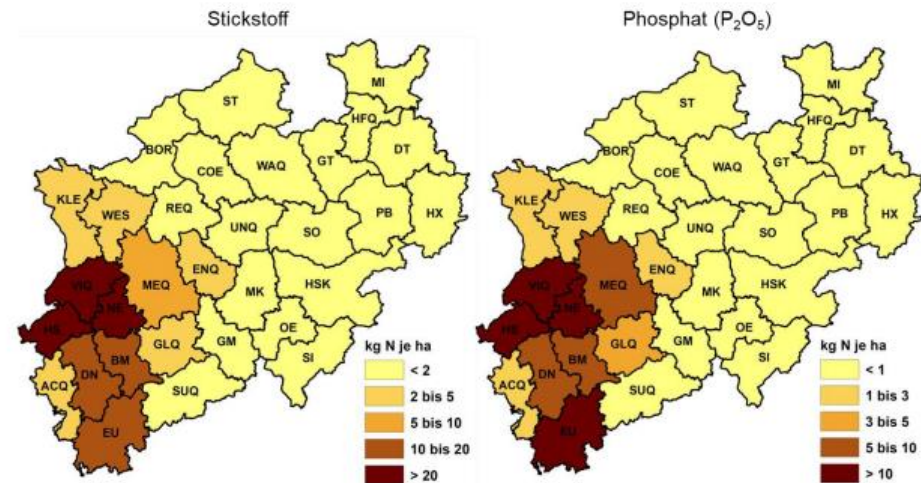 Stickstoff
MI
ST
HFQ
BOR
DT
COE
WAQ
GT
KLE
WES
REQ
PB
HX
UNQ
SO
VIQ
NE
MEQ
ENQ
HSK
MK
HS
OE
BM
GLQ
GM
SI
ACQ
DN
SUQ
EU
kg N je ha
< 2
2 bis 5
5 bis 10
10 bis 20
> 20
Phosphat (P₂O₅)
MI
ST
HFQ
BOR
DT
COE
WAQ
GT
KLE
WES
REQ
PB
HX
UNQ
SO
VIQ
NE
MEQ
ENQ
HSK
MK
HS
OE
BM
GLQ
GM
SI
ACQ
DN
SUQ
EU
kg N je ha
< 1
1 bis 3
3 bis 5
5 bis 10
> 10